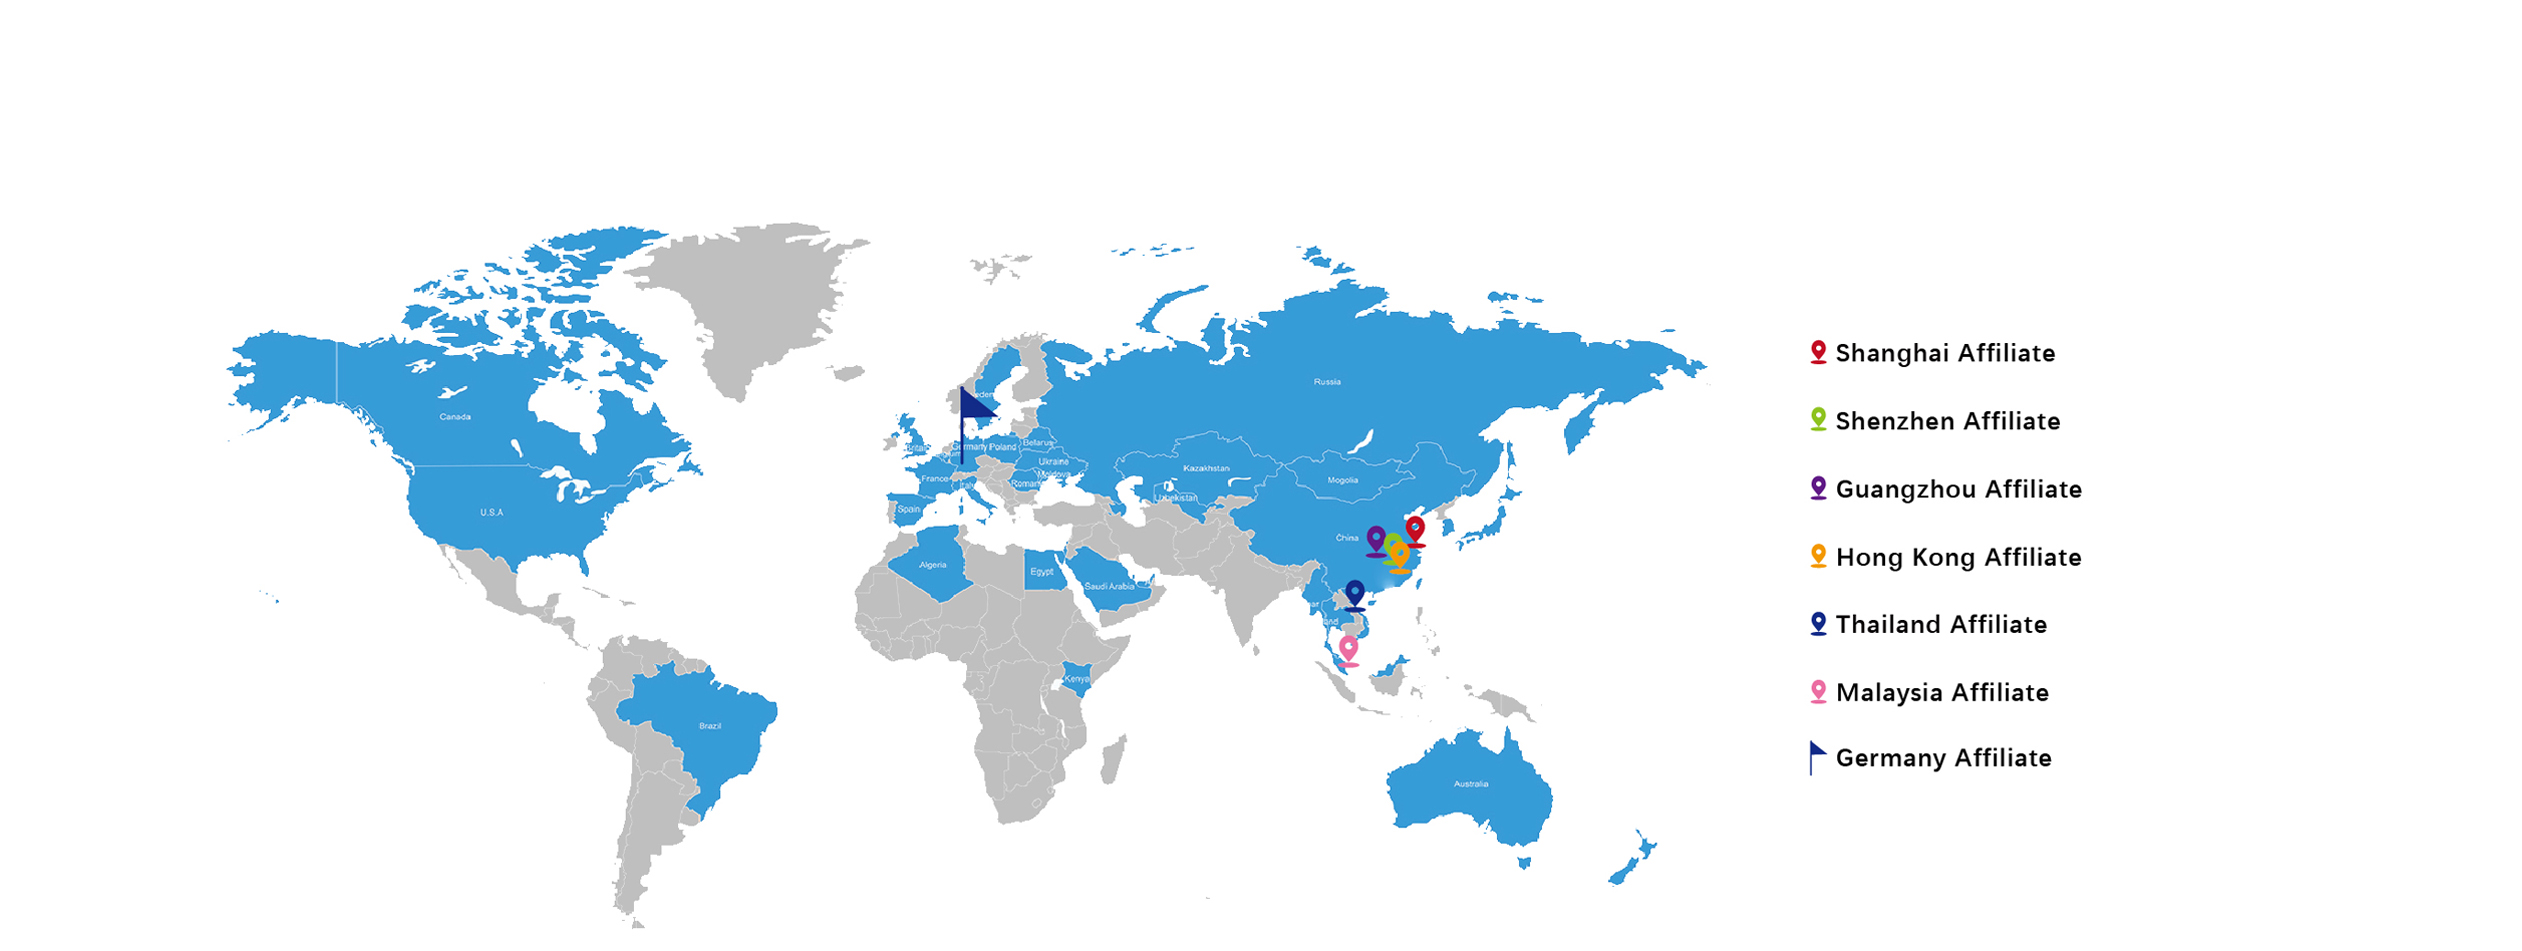 Canada
U.S.A
Brazil
Russia
Germany Poland
Belarus
Ukraine
Moldova
France
Italy
Spain
Kazakhstan
Uzbekistan
Mogolia
China
Algeria
Egypt
Saudi Arabia
Kenya
Australia
Shanghai Affiliate
Shenzhen Affiliate
Guangzhou Affiliate
Hong Kong Affiliate
Thailand Affiliate
Malaysia Affiliate
Germany Affiliate